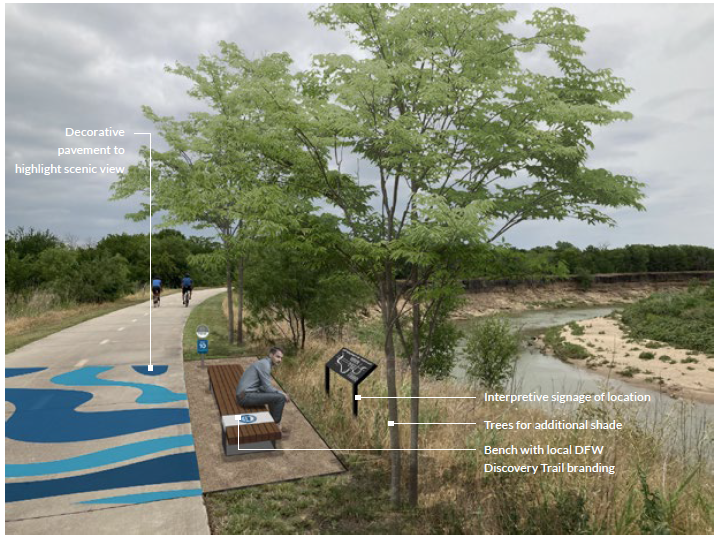 Decorative
pavement to
highlight scenic view
Interpretive signage of location
Trees for additional shade
Bench with local DFW
Discovery Trail branding